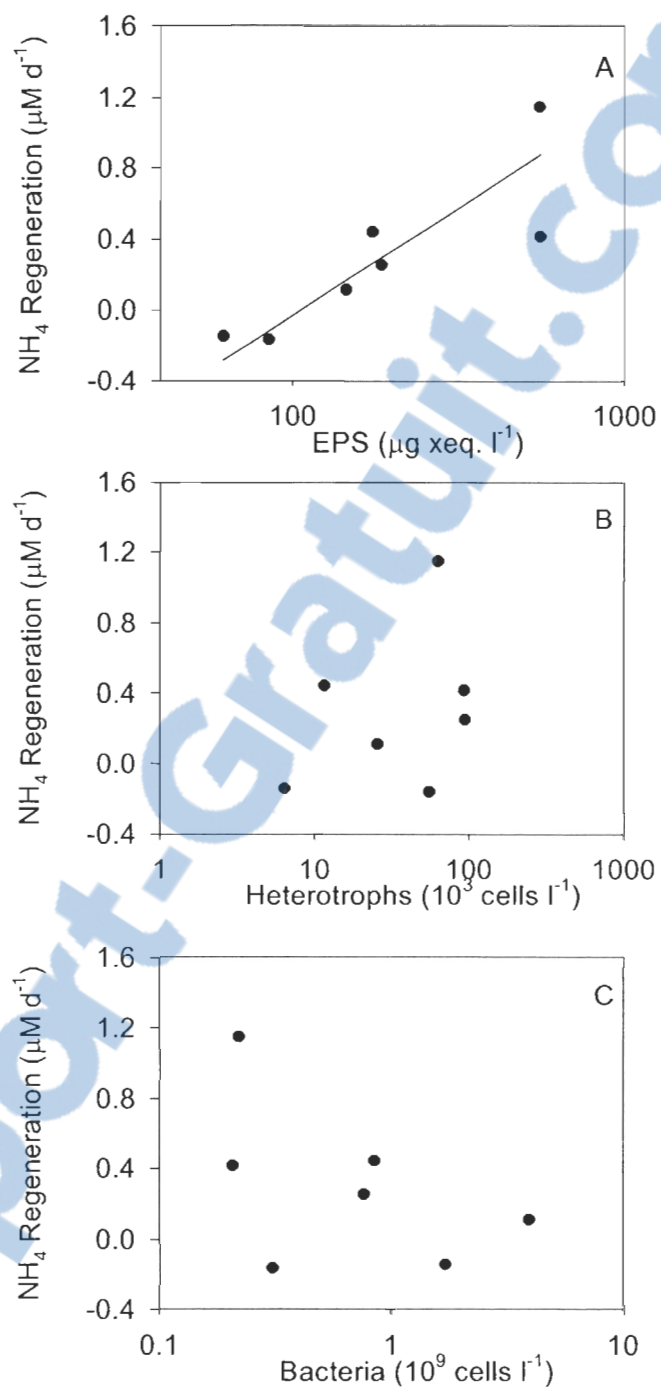 1.6
A
1.2
0.8
0.4
0.0
-0.4
NH₄ Regeneration (μM d⁻¹)
100
1000
EPS (μg xeq. l⁻¹)
1.6
B
1.2
0.8
0.4
0.0
-0.4
NH₄ Regeneration (μM d⁻¹)
1
10
100
1000
Heterotrophs (10³ cells l⁻¹)
1.6
C
1.2
0.8
0.4
0.0
-0.4
NH₄ Regeneration (μM d⁻¹)
0.1
1
10
Bacteria (10⁹ cells l⁻¹)
ort-Gratuit.co